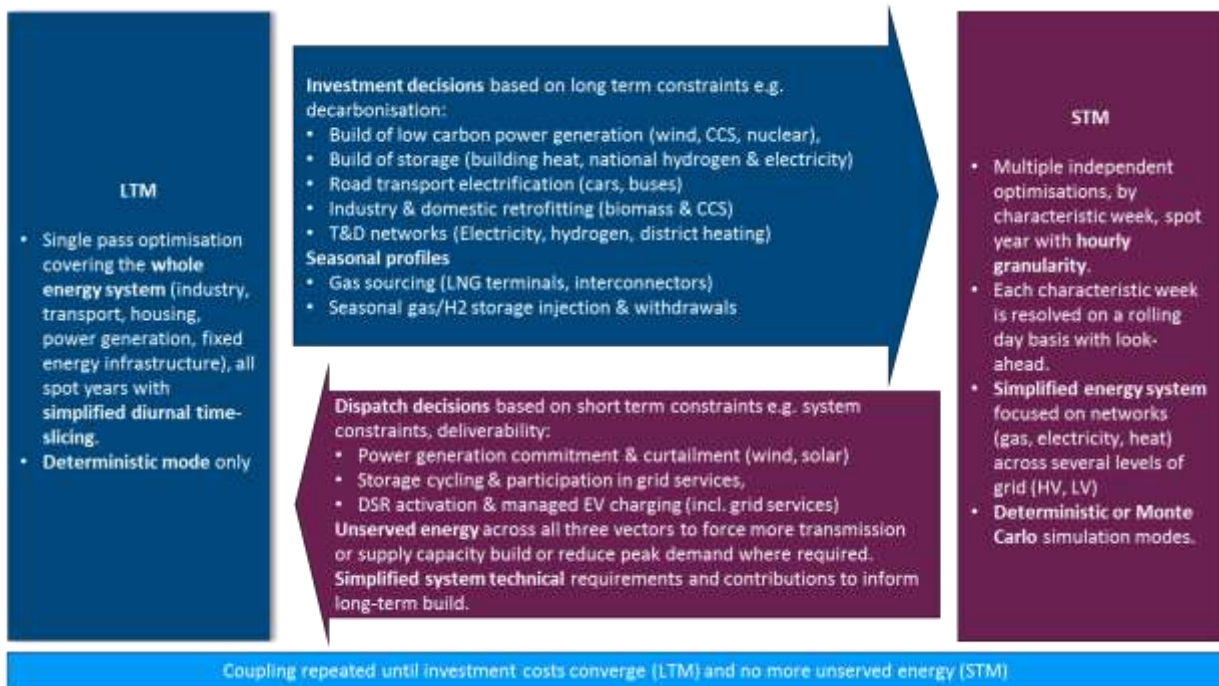 LTM
• Single pass optimisation
covering the whole
energy system (industry,
transport, housing,
power generation, fixed
energy infrastructure), all
spot years with
simplified diurnal time-
slicing.
• Deterministic mode only
Investment decisions based on long term constraints e.g.
decarbonisation:
• Build of low carbon power generation (wind, CCS, nuclear),
• Build of storage (building heat, national hydrogen & electricity)
• Road transport electrification (cars, buses)
• Industry & domestic retrofitting (biomass & CCS)
• T&D networks (Electricity, hydrogen, district heating)
Seasonal profiles
• Gas sourcing (LNG terminals, interconnectors)
• Seasonal gas/H2 storage injection & withdrawals
Dispatch decisions based on short term constraints e.g. system
constraints, deliverability:
• Power generation commitment & curtailment (wind, solar)
• Storage cycling & participation in grid services,
• DSR activation & managed EV charging (incl. grid services)
Unserved energy across all three vectors to force more transmission
or supply capacity build or reduce peak demand where required.
Simplified system technical requirements and contributions to inform
long-term build.
STM
• Multiple independent
optimisations, by
characteristic week, spot
year with hourly
granularity.
• Each characteristic week
is resolved on a rolling
day basis with look-
ahead.
• Simplified energy system
focused on networks
(gas, electricity, heat)
across several levels of
grid (HV, LV)
• Deterministic or Monte
Carlo simulation modes.
Coupling repeated until investment costs converge (LTM) and no more unserved energy (STM)